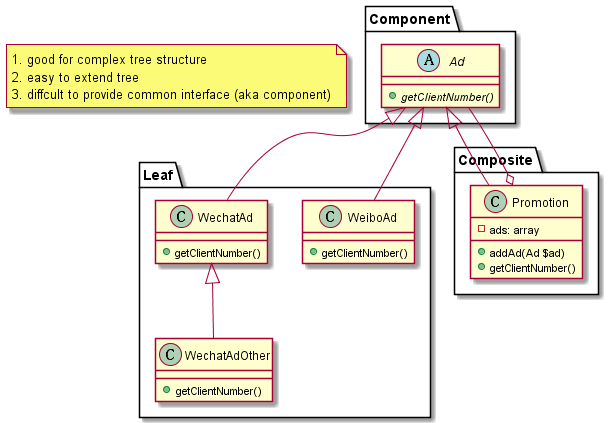 Component
A Ad
getClientNumber()
1. good for complex tree structure
2. easy to extend tree
3. diffcult to provide common interface (aka component)
Leaf
C WechatAd
getClientNumber()
C WeiboAd
getClientNumber()
C WechatAdOther
getClientNumber()
Composite
C Promotion
ads: array
addAd(Ad $ad)
getClientNumber()